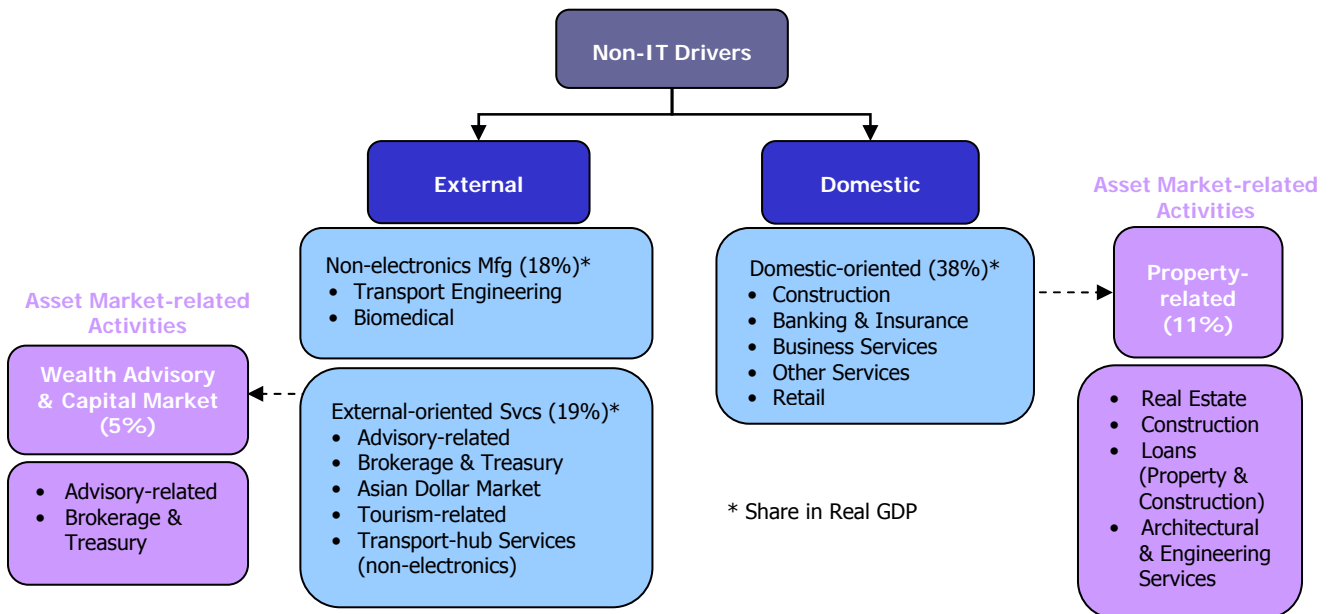 Non-IT Drivers
External
Domestic
Non-electronics Mfg (18%)*
• Transport Engineering
• Biomedical
External-oriented Svcs (19%)*
• Advisory-related
• Brokerage & Treasury
• Asian Dollar Market
• Tourism-related
• Transport-hub Services
(non-electronics)
Asset Market-related
Activities
Wealth Advisory
& Capital Market
(5%)
• Advisory-related
• Brokerage &
Treasury
Domestic-oriented (38%)*
• Construction
• Banking & Insurance
• Business Services
• Other Services
• Retail
Asset Market-related
Activities
Property-
related
(11%)
• Real Estate
• Construction
• Loans
(Property &
Construction)
• Architectural
& Engineering
Services
* Share in Real GDP